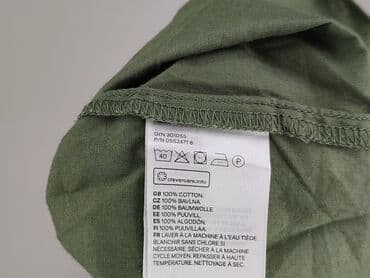 O/N 301055
P/N 0552471 8
40 P
clevercare.info
GB 100% COTTON.
CZ 100% BAVLNA.
DE 100% BAUMWOLLE
EE 100% PUUVILL.
ES 100% ALGODÓN.
FI 100% PUUVILLAA.
FR LAVER À LA MACHINE À L'EAU TIÈDE
BLANCHIR SANS CHLORE SI
NÉCESSAIRE. SÉCHER À LA MACHINE
CYCLE MOYEN. REPASSER À HAUTE
TEMPÉRATURE. NETTOYAGE À SEC